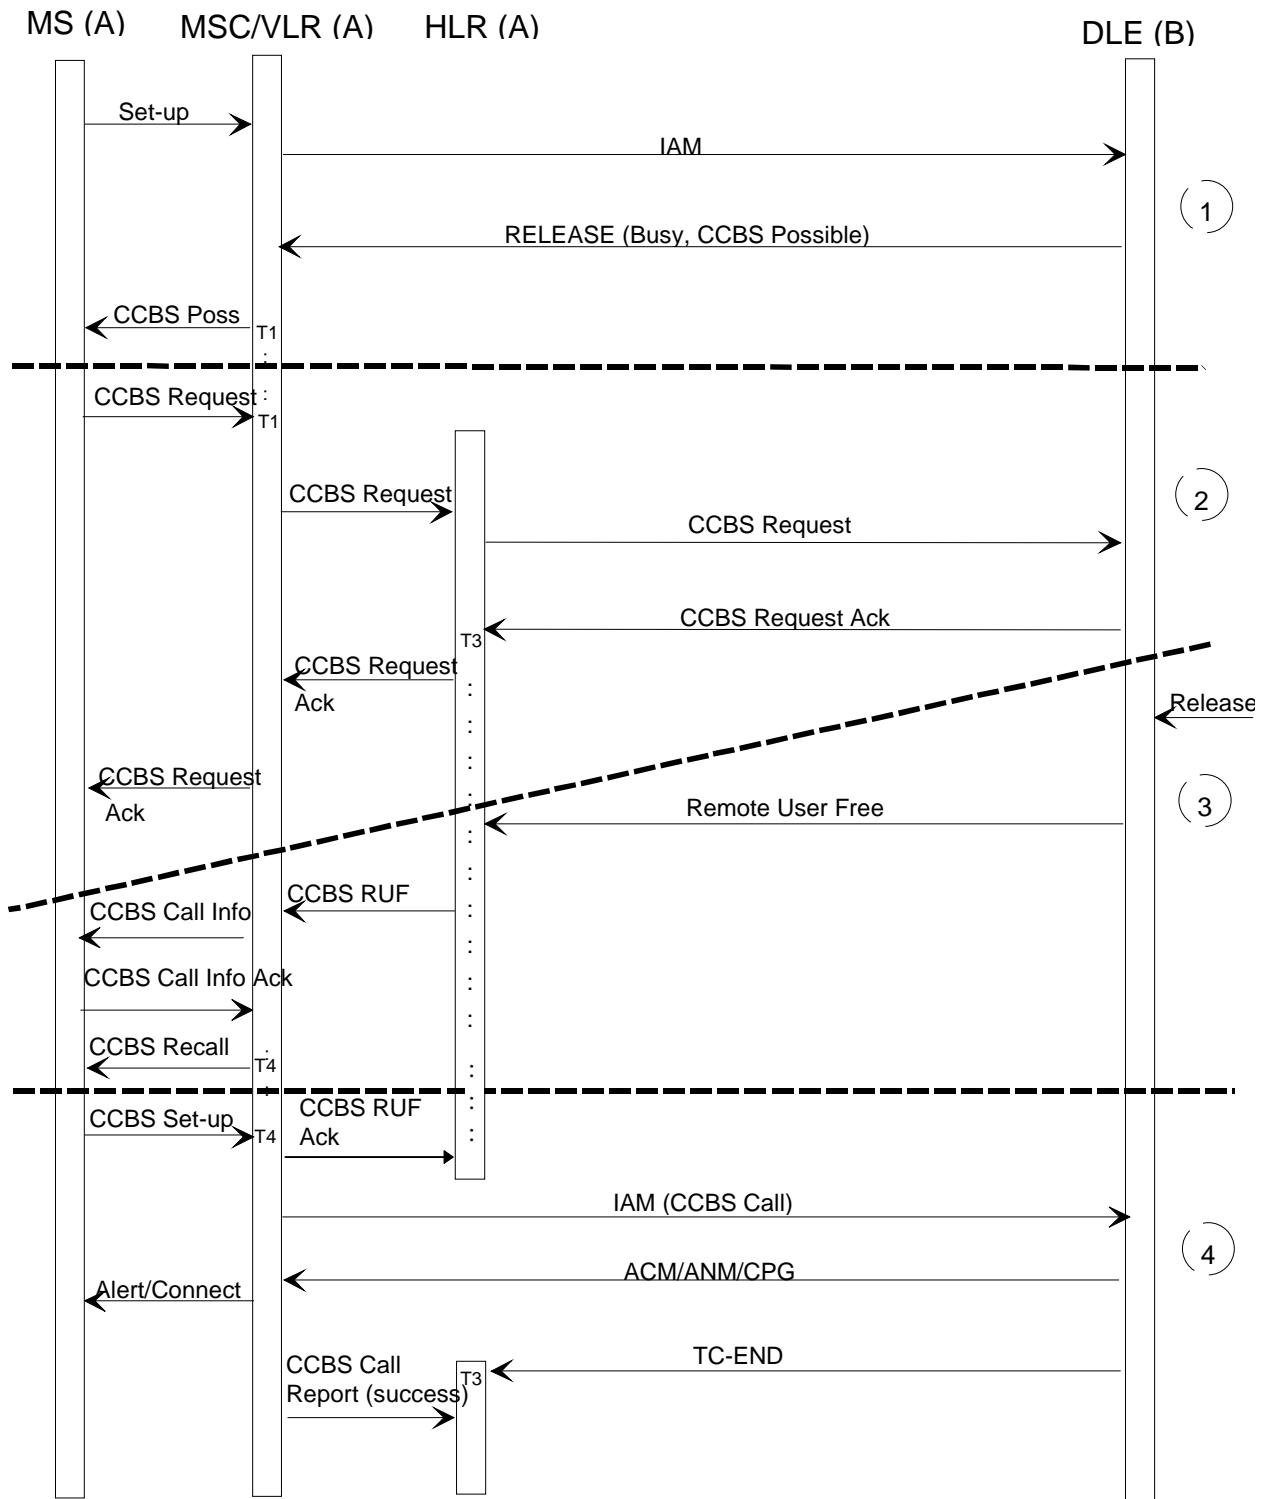 MS (A)
MSC/VLR (A)
HLR (A)
DLE (B)
Set-up
IAM
1
RELEASE (Busy, CCBS Possible)
CCBS Poss
T1
:
:
CCBS Request
T1
CCBS Request
2
CCBS Request
CCBS Request Ack
T3
CCBS Request
Ack
:
:
Release
:
CCBS Request
Ack
:
3
Remote User Free
:
:
CCBS RUF
:
CCBS Call Info
:
CCBS Call Info Ack
:
:
CCBS Recall
:
T4
:
:
:
CCBS RUF
Ack
CCBS Set-up
T4
:
IAM (CCBS Call)
4
ACM/ANM/CPG
Alert/Connect
TC-END
CCBS Call
Report (success)
T3